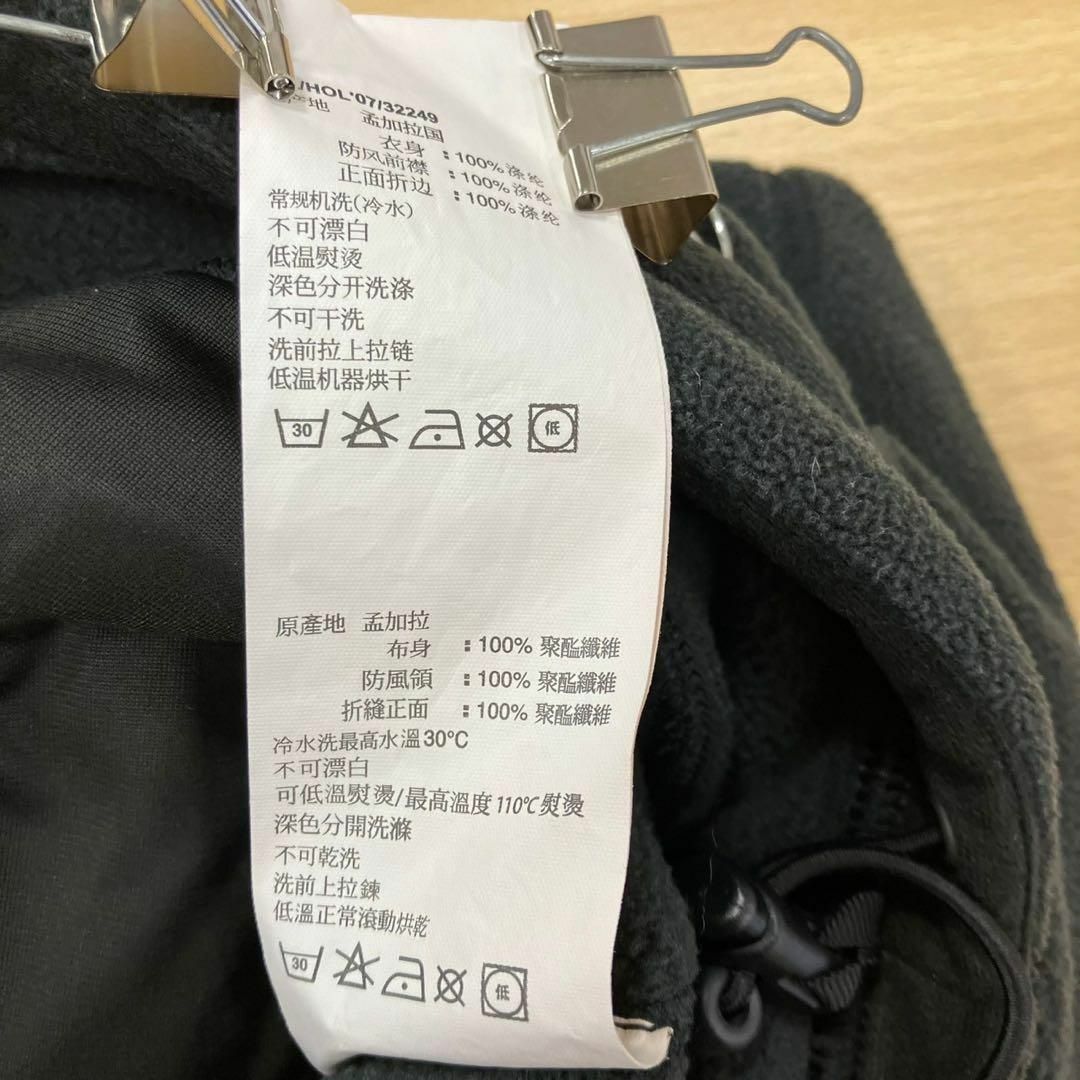 /HOL'07/32249
产地 孟加拉国
衣身 : 100% 涤纶
防风前襟 : 100% 涤纶
正面折边 : 100% 涤纶
常规机洗(冷水)
不可漂白
低温熨烫
深色分开洗涤
不可干洗
洗前拉上拉链
低温机器烘干
30
低
原產地 孟加拉
布身 : 100% 聚酯纖維
防風領 : 100% 聚酯纖維
折縫正面 : 100% 聚酯纖維
冷水洗最高水溫30℃
不可漂白
可低溫熨燙/最高溫度110℃熨燙
深色分開洗滌
不可乾洗
洗前上拉鍊
低溫正常滾動烘乾
30
低